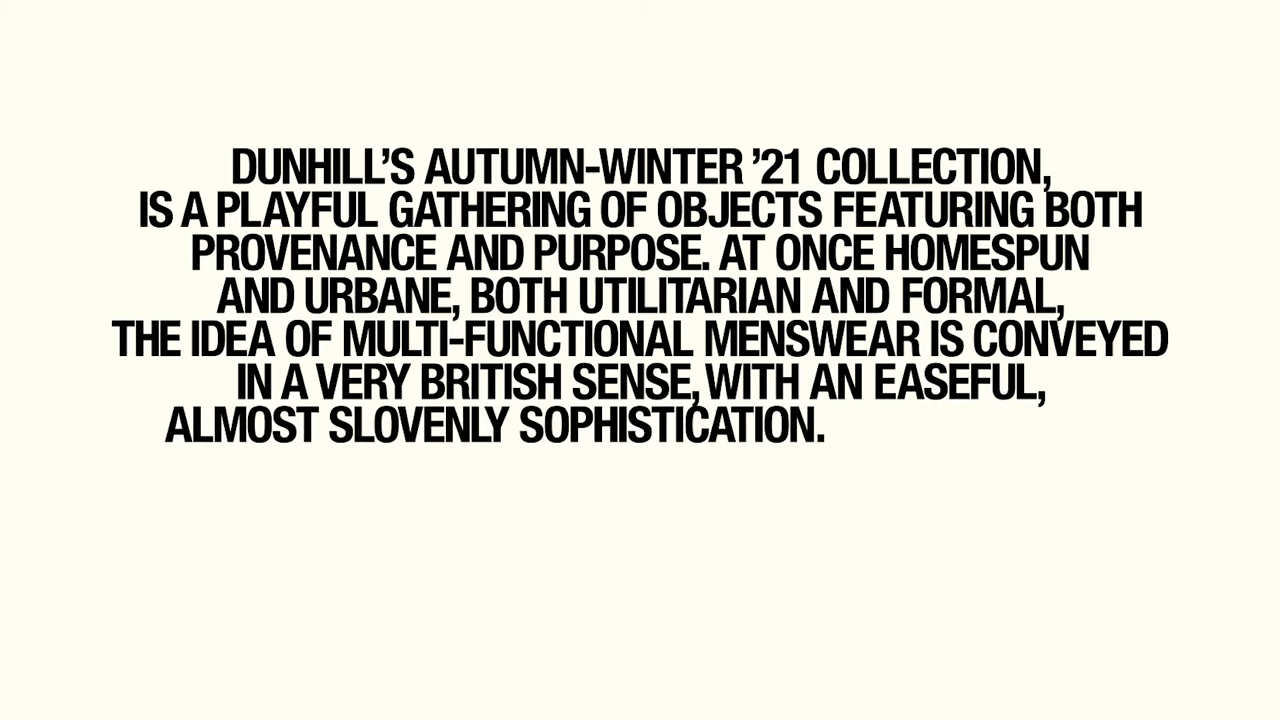 DUNHILL’S AUTUMN-WINTER ’21 COLLECTION,
IS A PLAYFUL GATHERING OF OBJECTS FEATURING BOTH
PROVENANCE AND PURPOSE. AT ONCE HOMESPUN
AND URBANE, BOTH UTILITARIAN AND FORMAL,
THE IDEA OF MULTI-FUNCTIONAL MENSWEAR IS CONVEYED
IN A VERY BRITISH SENSE, WITH AN EASEFUL,
ALMOST SLOVENLY SOPHISTICATION.